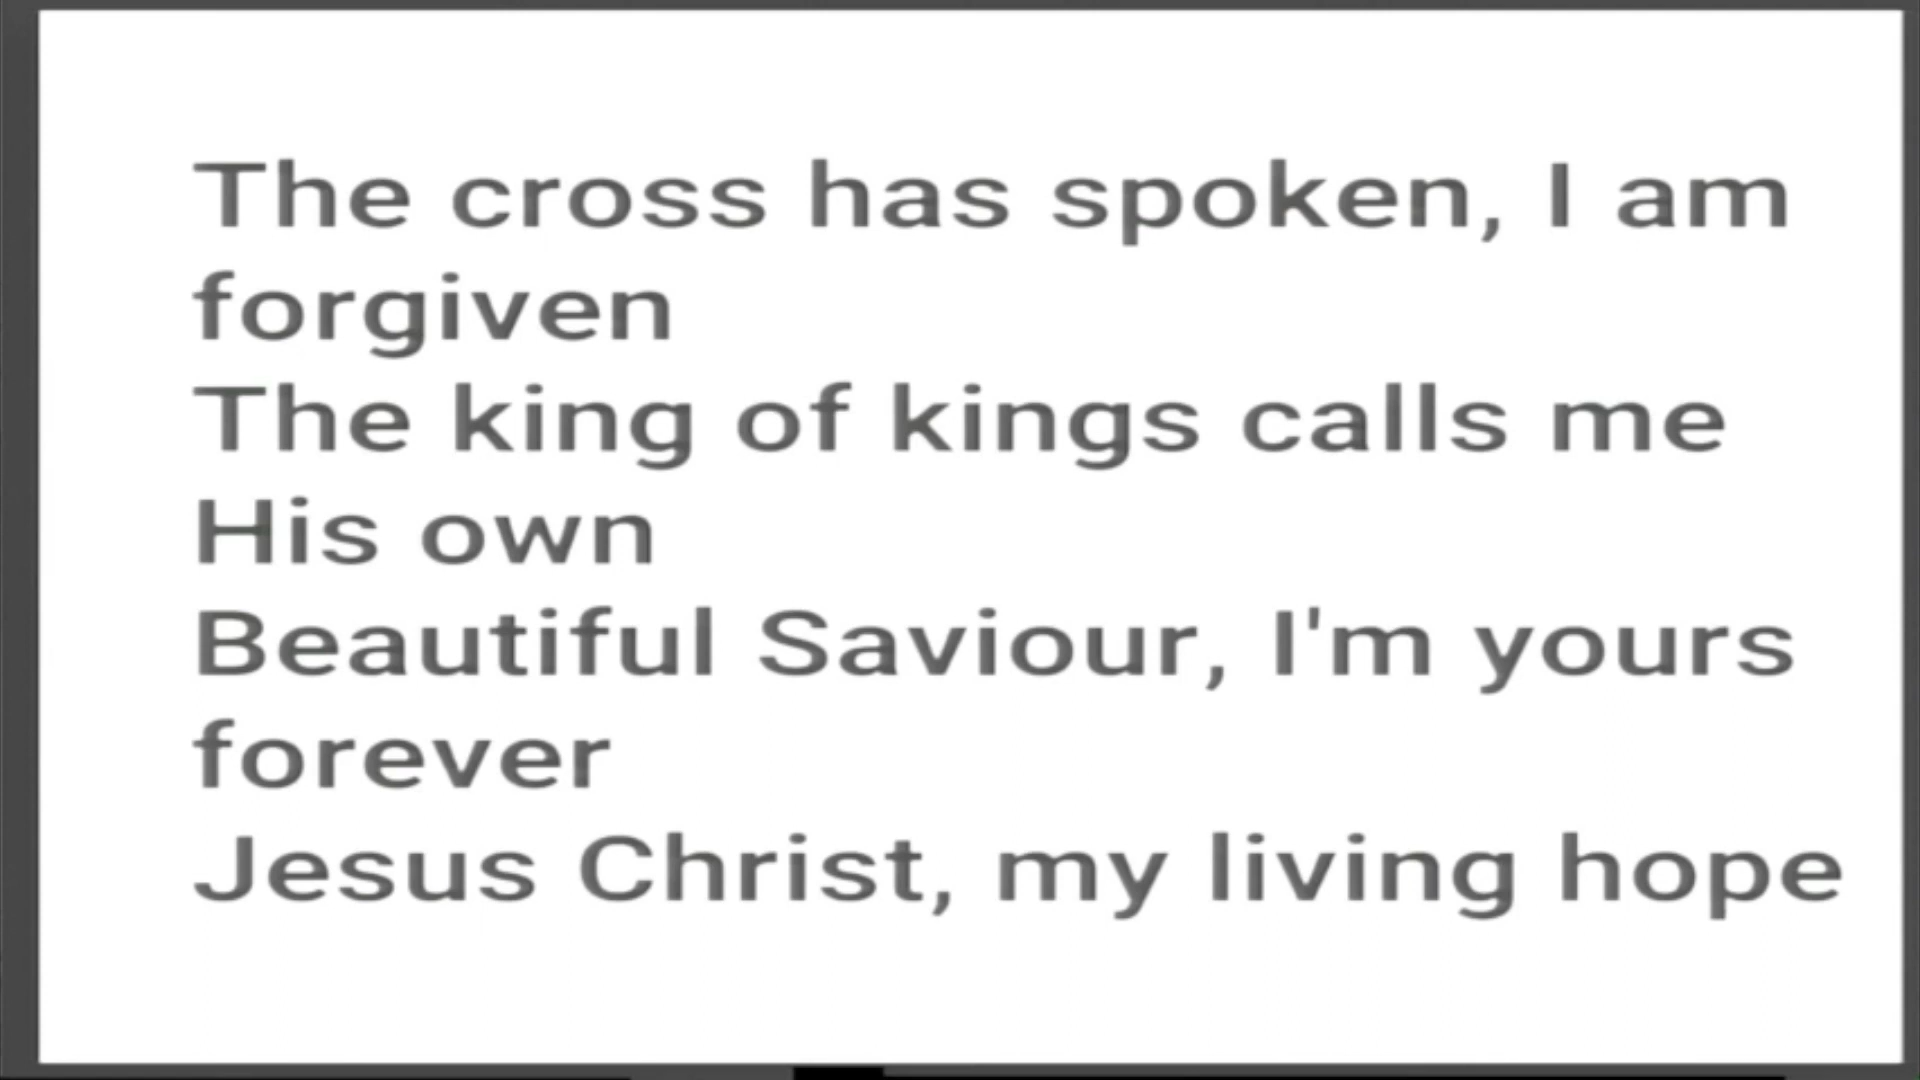 The cross has spoken, I am
forgiven
The king of kings calls me
His own
Beautiful Saviour, I'm yours
forever
Jesus Christ, my living hope